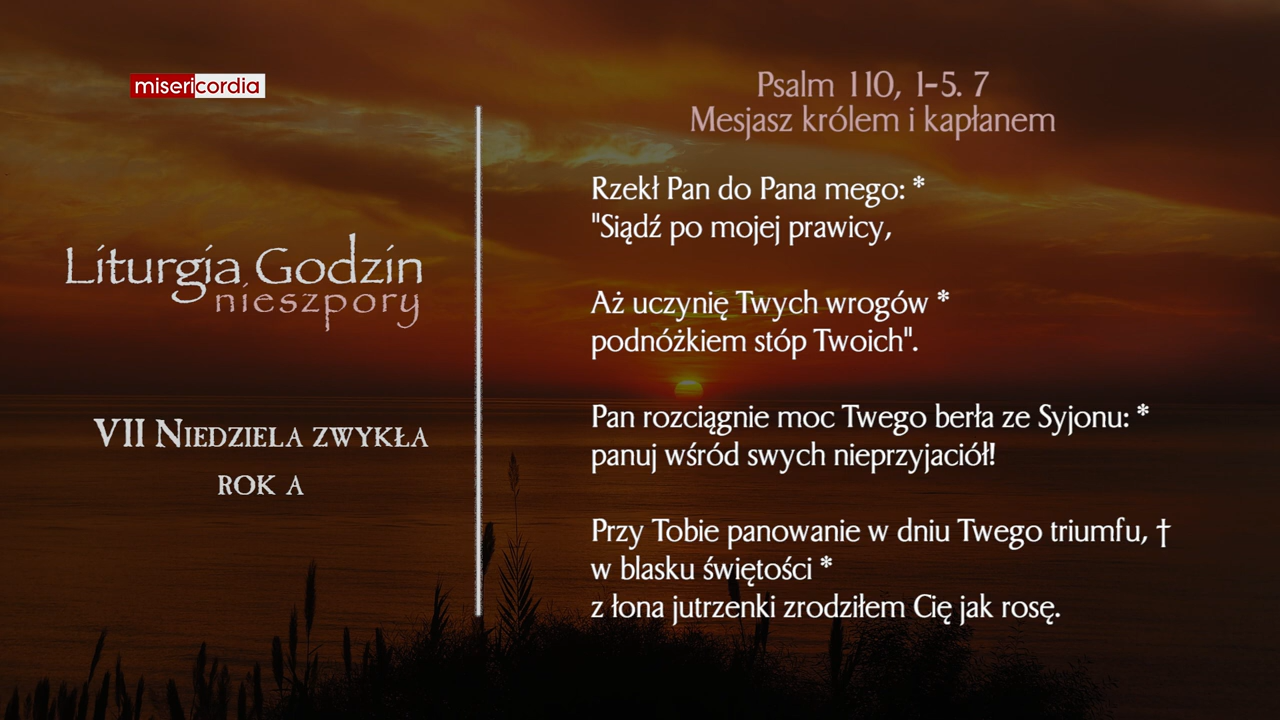 misericordia
Liturgia Godzin
nieszpory
VII Niedziela zwykła
rok A
Psalm 110, 1-5. 7
Mesjasz królem i kapłanem
Rzekł Pan do Pana mego: *
"Siądź po mojej prawicy,
Aż uczynię Twych wrogów *
podnóżkiem stóp Twoich".
Pan rozciągnie moc Twego berła ze Syjonu: *
panuj wśród swych nieprzyjaciół!
Przy Tobie panowanie w dniu Twego triumfu, †
w blasku świętości *
z łona jutrzenki zrodziłem Cię jak rosę.